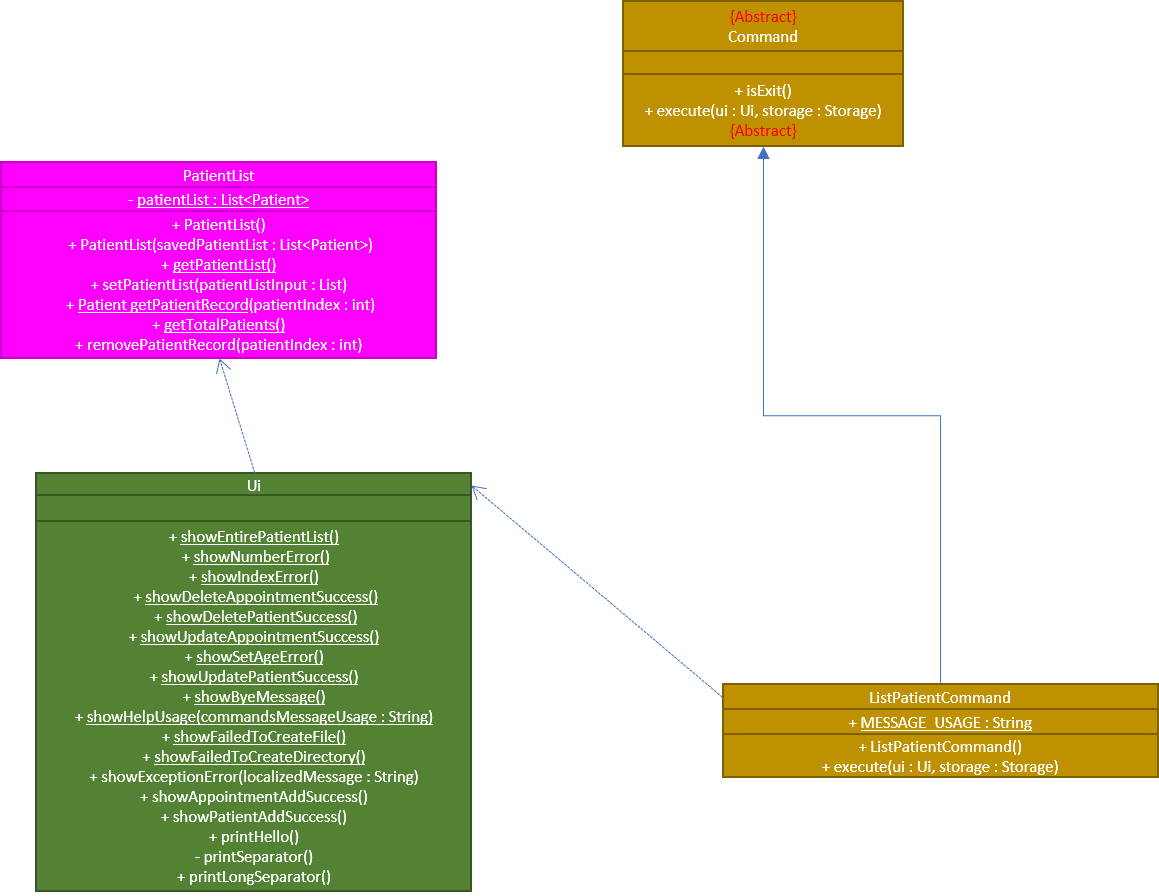 {Abstract}
Command
+ isExit()
+ execute(ui : Ui, storage : Storage)
{Abstract}
PatientList
- patientList : List<Patient>
+ PatientList()
+ PatientList(savedPatientList : List<Patient>)
+ getPatientList()
+ setPatientList(patientListInput : List)
+ Patient getPatientRecord(patientIndex : int)
+ getTotalPatients()
+ removePatientRecord(patientIndex : int)
Ui
+ showEntirePatientList()
+ showNumberError()
+ showIndexError()
+ showDeleteAppointmentSuccess()
+ showDeletePatientSuccess()
+ showUpdateAppointmentSuccess()
+ showSetAgeError()
+ showUpdatePatientSuccess()
+ showByeMessage()
+ showHelpUsage(commandsMessageUsage : String)
+ showFailedToCreateFile()
+ showFailedToCreateDirectory()
+ showExceptionError(localizedMessage : String)
+ showAppointmentAddSuccess()
+ showPatientAddSuccess()
+ printHello()
- printSeparator()
+ printLongSeparator()
ListPatientCommand
+ MESSAGE_USAGE : String
+ ListPatientCommand()
+ execute(ui : Ui, storage : Storage)